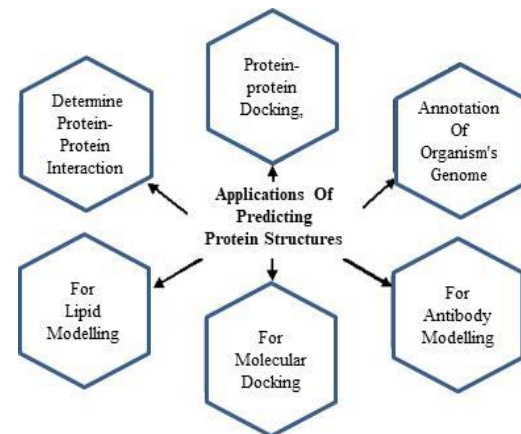 Protein-
protein
Docking,
Determine
Protein-
Protein
Interaction
Annotation
Of
Organism's
Genome
Applications Of
Predicting
Protein Structures
For
Lipid
Modelling
For
Molecular
Docking
For
Antibody
Modelling